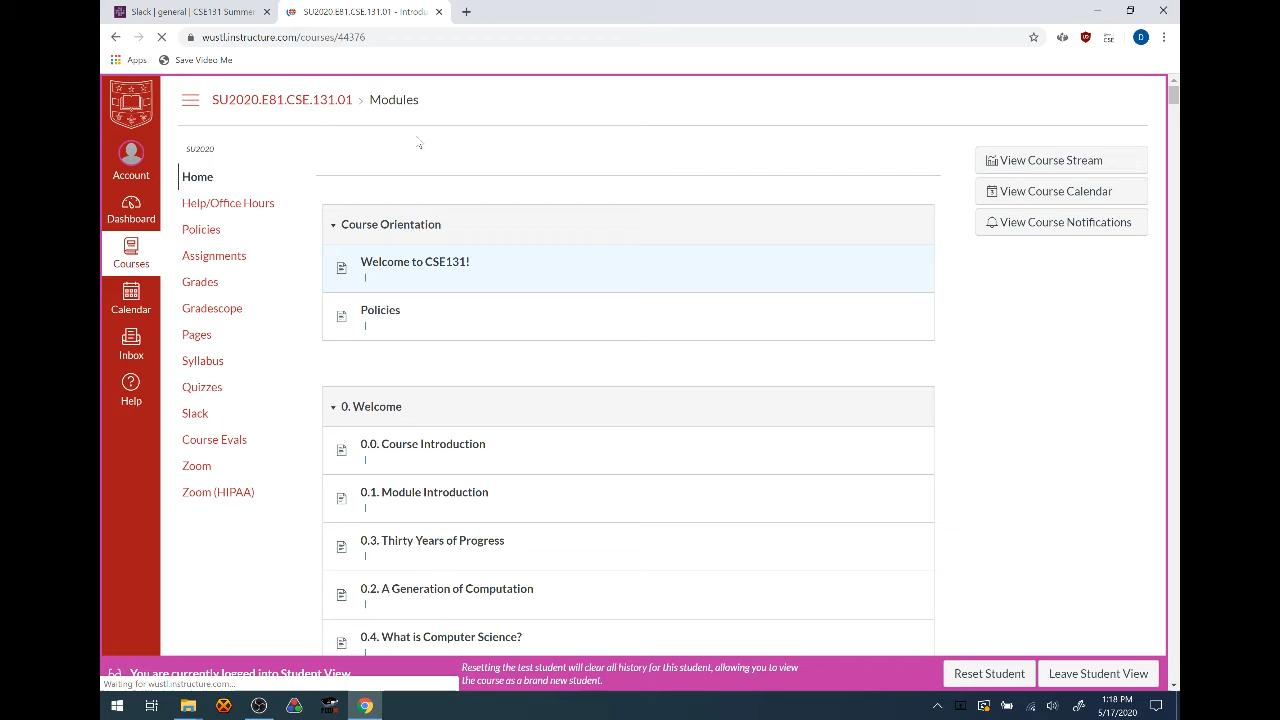 Slack | general | CSE131 Summer
SU2020.E81.CSE.131.01 - Introdu
wustl.instructure.com/courses/44376
CSE
D
Apps
Save Video Me
SU2020.E81.CSE.131.01 > Modules
SU2020
Home
Help/Office Hours
Policies
Assignments
Grades
Gradescope
Pages
Syllabus
Quizzes
Slack
Course Evals
Zoom
Zoom (HIPAA)
Account
Dashboard
Courses
Calendar
Inbox
Help
Course Orientation
Welcome to CSE131!
Policies
0. Welcome
0.0. Course Introduction
0.1. Module Introduction
0.3. Thirty Years of Progress
0.2. A Generation of Computation
0.4. What is Computer Science?
View Course Stream
View Course Calendar
View Course Notifications
You are currently logged into Student View
Resetting the test student will clear all history for this student, allowing you to view
the course as a brand new student.
Reset Student
Leave Student View
Waiting for wustl.instructure.com...
1:18 PM
5/17/2020